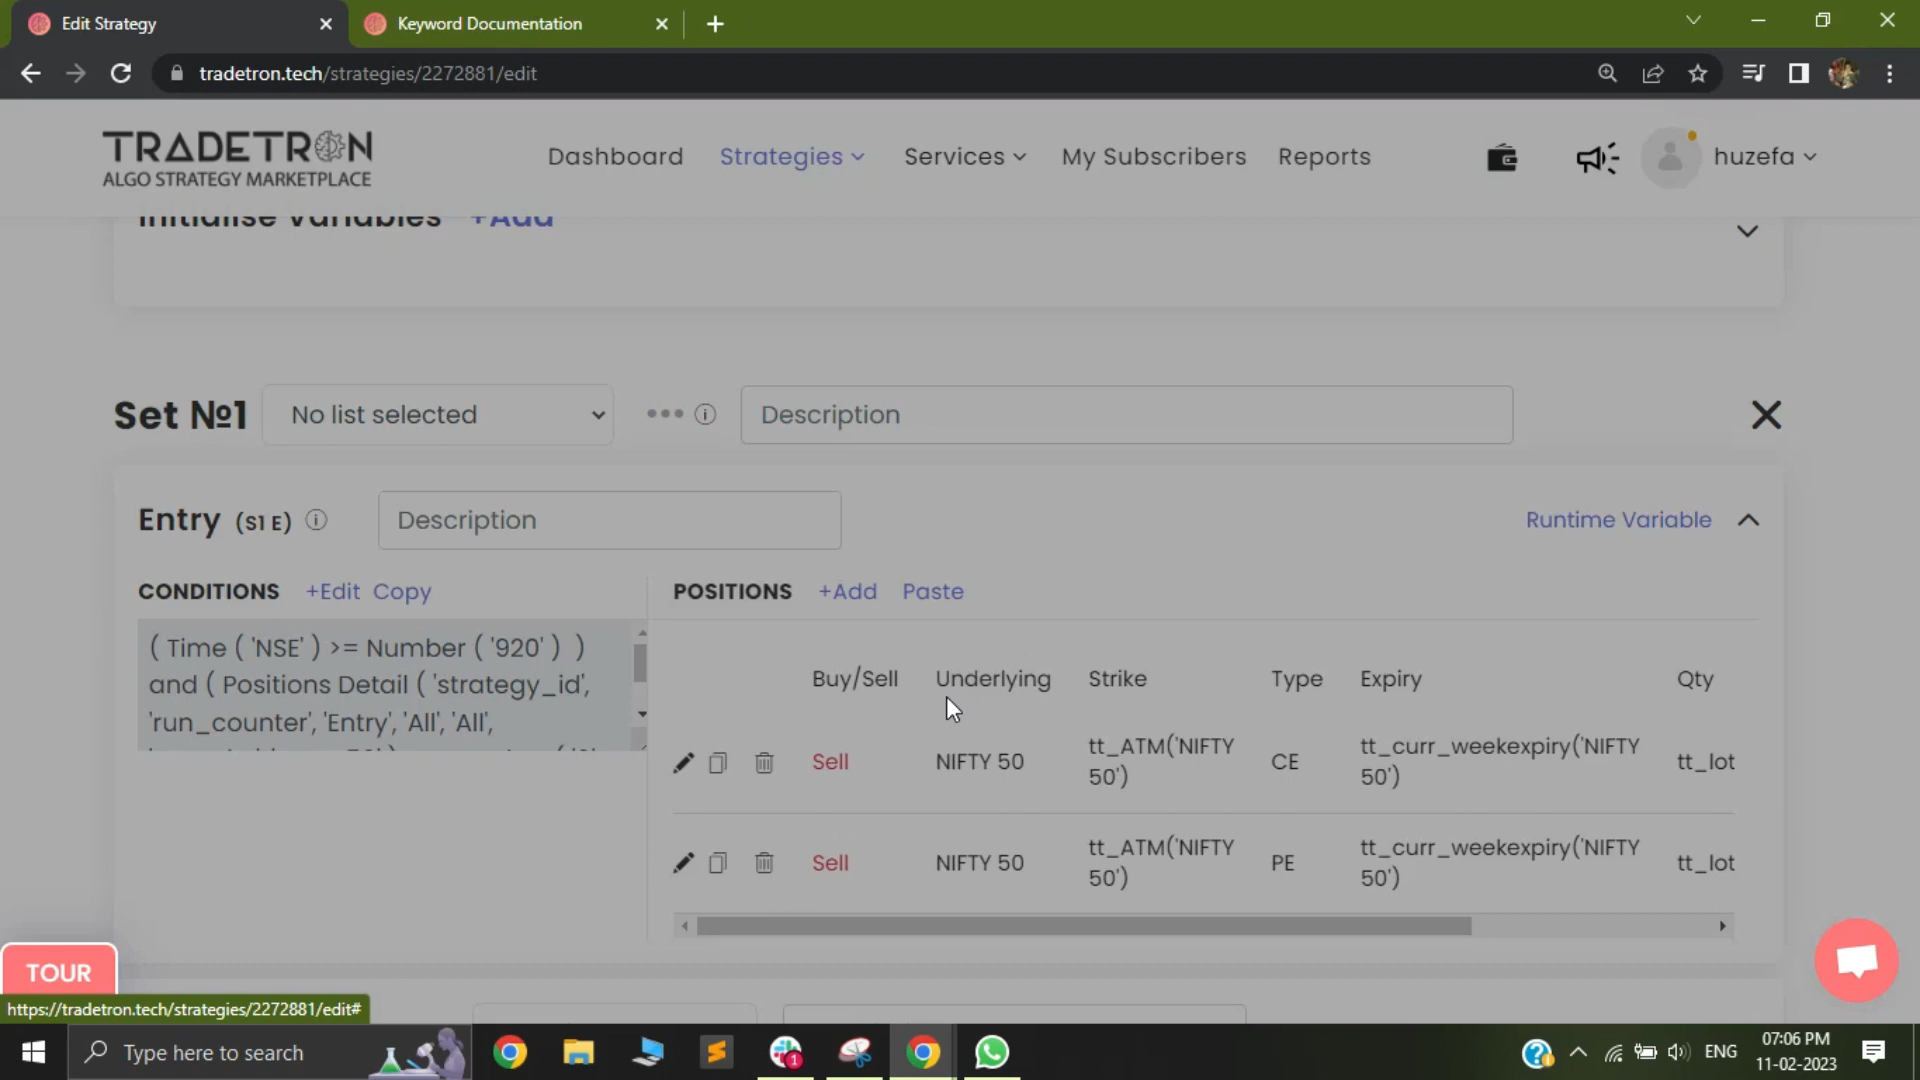 Edit Strategy
Keyword Documentation
tradetron.tech/strategies/2272881/edit
TRADETRON
ALGO STRATEGY MARKETPLACE
Dashboard
Strategies
Services
My Subscribers
Reports
huzefa
Initialise Variables
+Add
Set №1
No list selected
Description
Entry (S1 E)
Description
Runtime Variable
CONDITIONS
+Edit
Copy
( Time ( 'NSE' ) >= Number ( '920' ) )
and ( Positions Detail ( 'strategy_id',
'run_counter', 'Entry', 'All', 'All',
POSITIONS
+Add
Paste
Buy/Sell
Underlying
Strike
Type
Expiry
Qty
Sell
NIFTY 50
tt_ATM('NIFTY
50')
CE
tt_curr_weekexpiry('NIFTY
50')
tt_lot
Sell
NIFTY 50
tt_ATM('NIFTY
50')
PE
tt_curr_weekexpiry('NIFTY
50')
tt_lot
TOUR
https://tradetron.tech/strategies/2272881/edit#
Type here to search
1
ENG
07:06 PM
11-02-2023